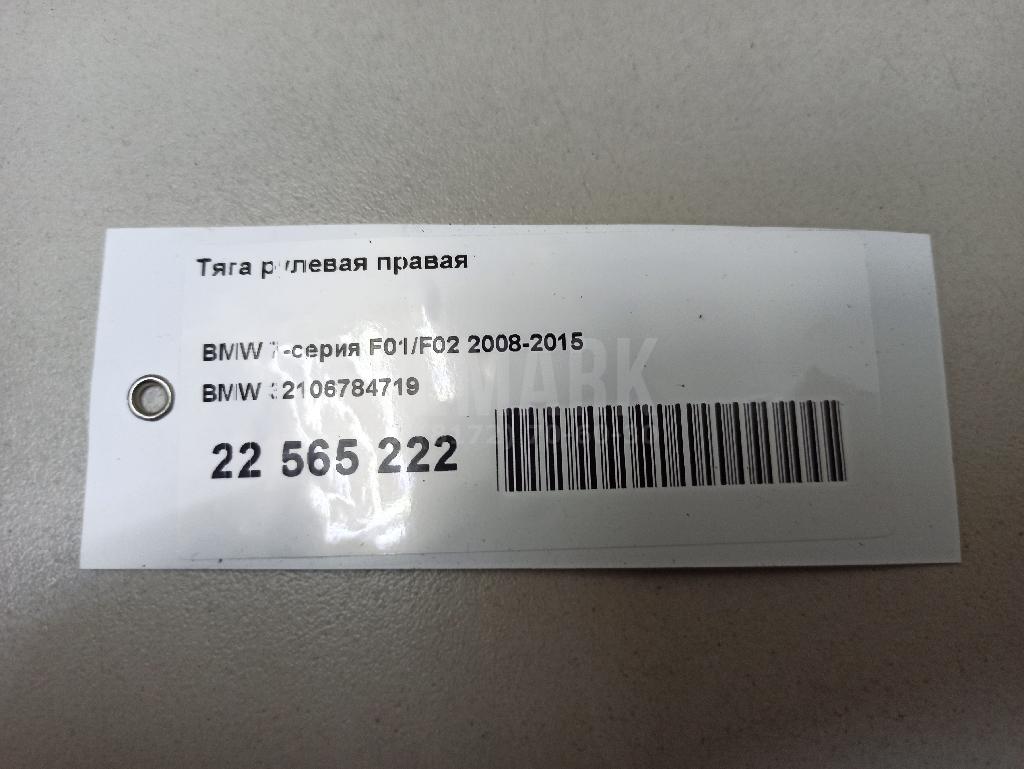 Тяга рулевая правая
BMW 7-серия F01/F02 2008-2015
BMW 32106784719
22 565 222